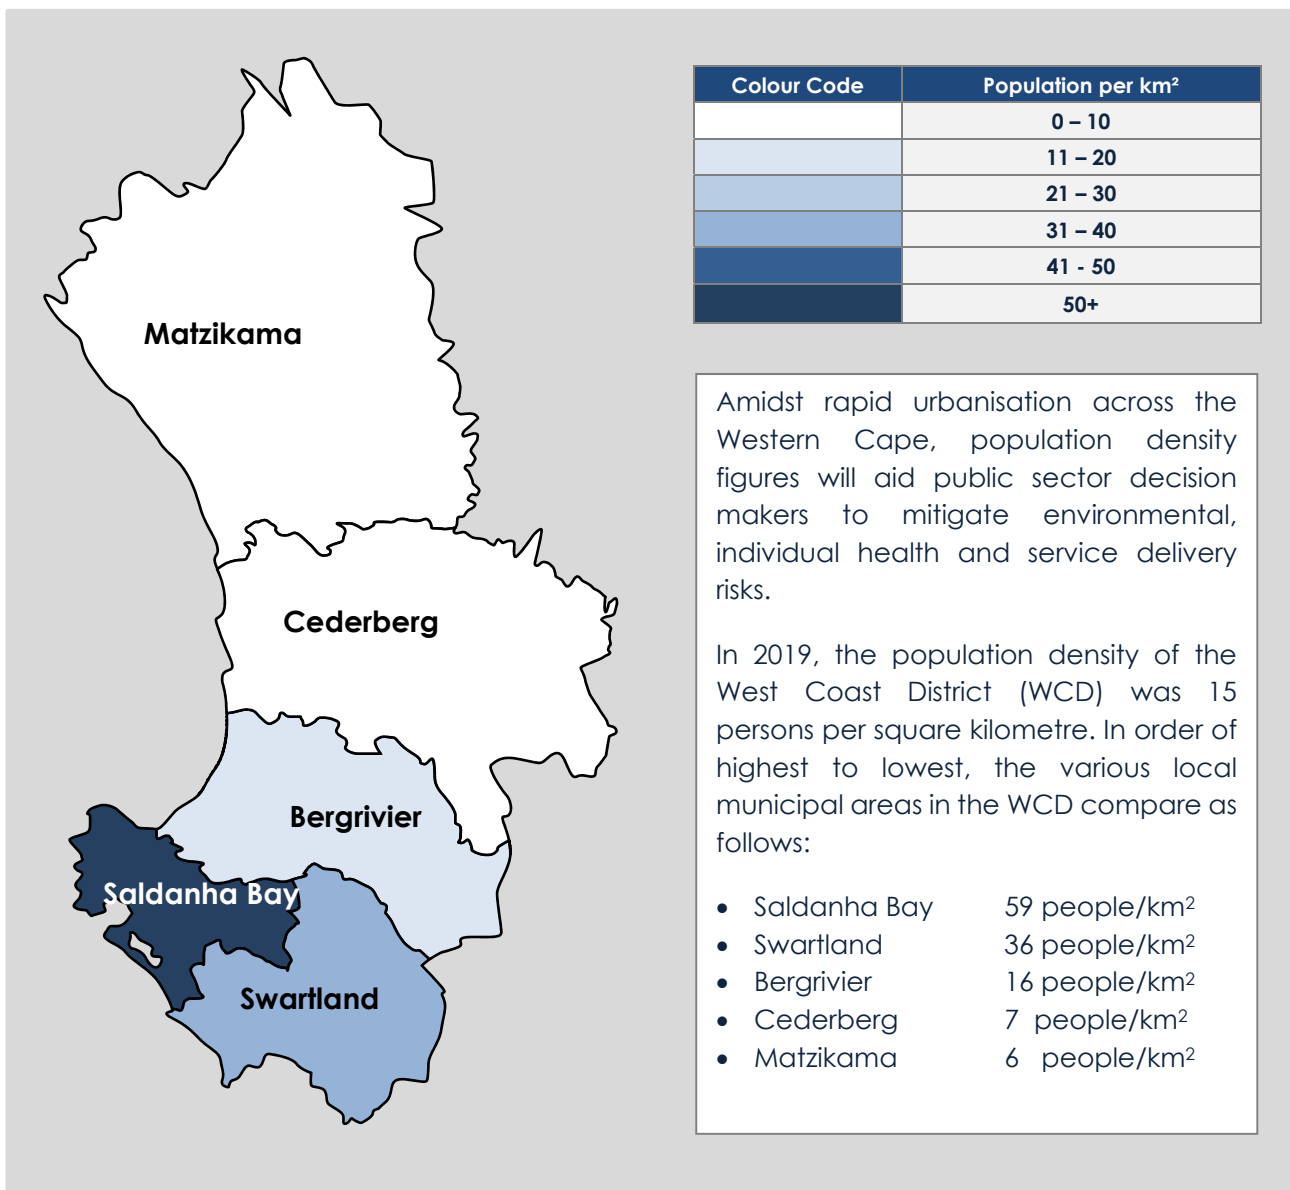 Matzikama
Cederberg
Bergrivier
Saldanha Bay
Swartland
Colour Code Population per km²
0 – 10
11 – 20
21 – 30
31 – 40
41 - 50
50+
Amidst rapid urbanisation across the
Western Cape, population density
figures will aid public sector decision
makers to mitigate environmental,
individual health and service delivery
risks.
In 2019, the population density of the
West Coast District (WCD) was 15
persons per square kilometre. In order of
highest to lowest, the various local
municipal areas in the WCD compare as
follows:
• Saldanha Bay 59 people/km²
• Swartland 36 people/km²
• Bergrivier 16 people/km²
• Cederberg 7 people/km²
• Matzikama 6 people/km²